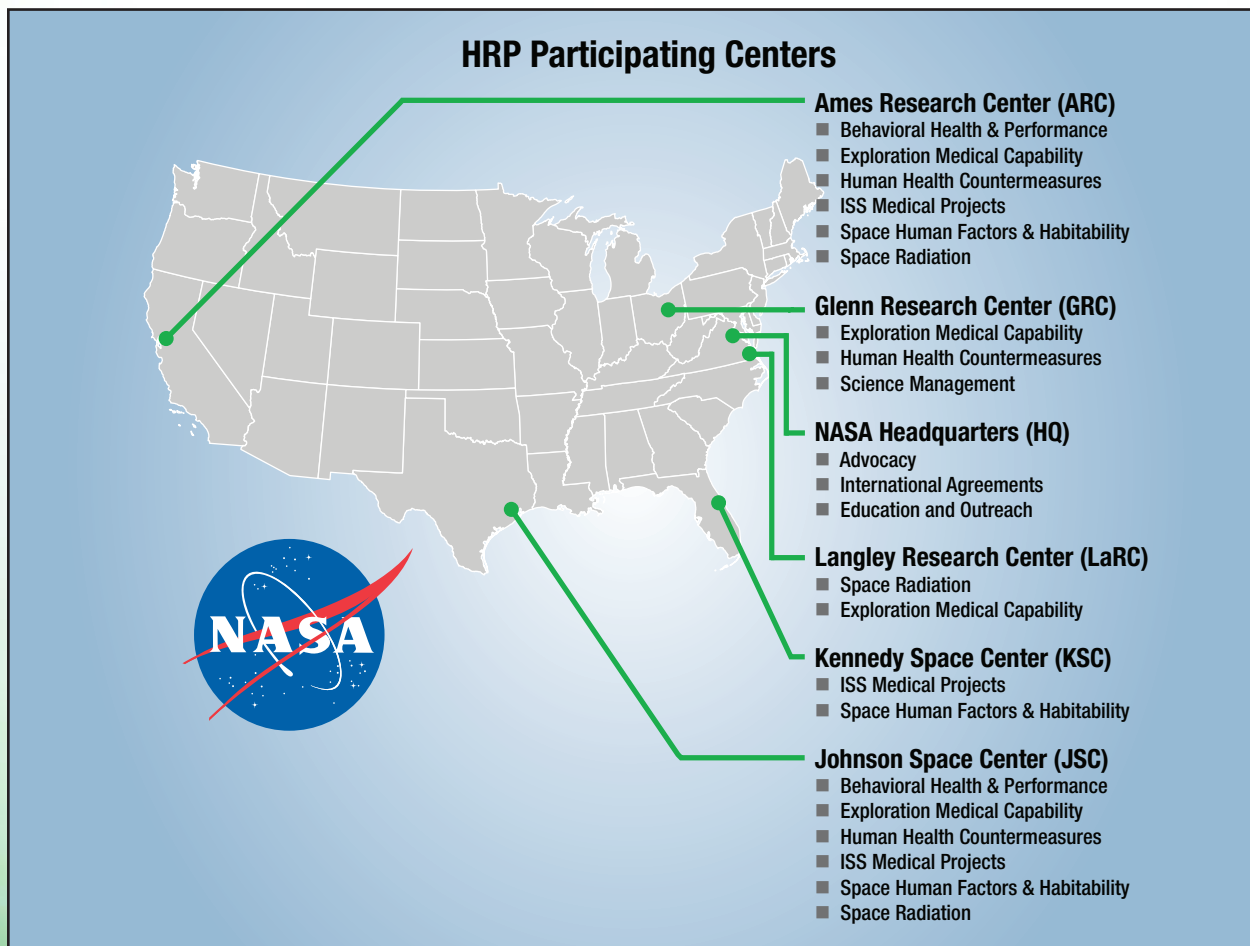 HRP Participating Centers
Ames Research Center (ARC)
Behavioral Health & Performance
Exploration Medical Capability
Human Health Countermeasures
ISS Medical Projects
Space Human Factors & Habitability
Space Radiation
Glenn Research Center (GRC)
Exploration Medical Capability
Human Health Countermeasures
Science Management
NASA Headquarters (HQ)
Advocacy
International Agreements
Education and Outreach
Langley Research Center (LaRC)
Space Radiation
Exploration Medical Capability
Kennedy Space Center (KSC)
ISS Medical Projects
Space Human Factors & Habitability
Johnson Space Center (JSC)
Behavioral Health & Performance
Exploration Medical Capability
Human Health Countermeasures
ISS Medical Projects
Space Human Factors & Habitability
Space Radiation
NASA